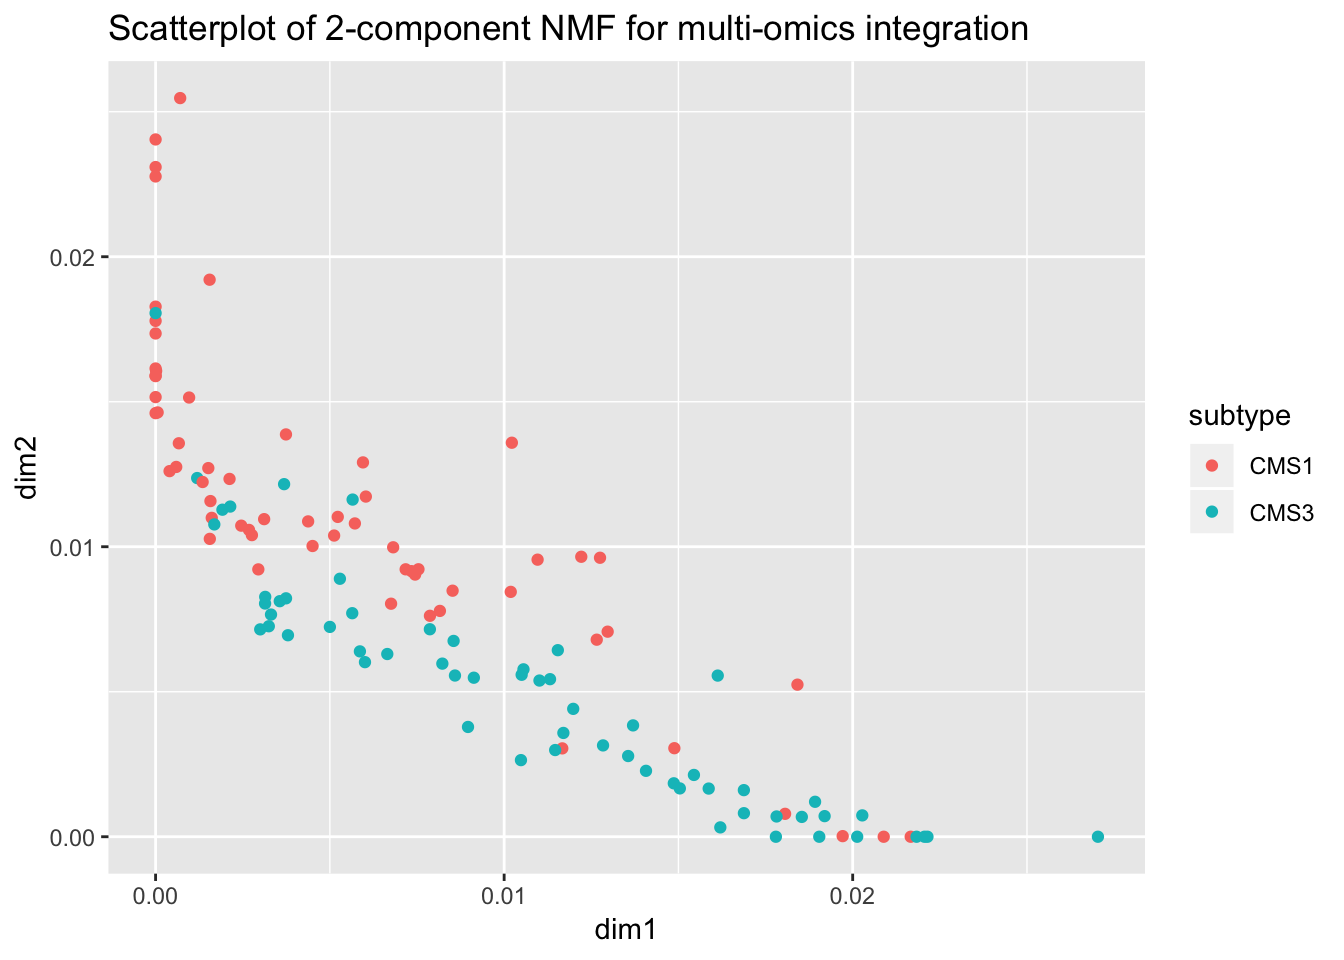 Scatterplot of 2-component NMF for multi-omics integration
dim2
0.02
0.01
0.00
0.00 0.01 0.02
dim1
subtype
CMS1
CMS3